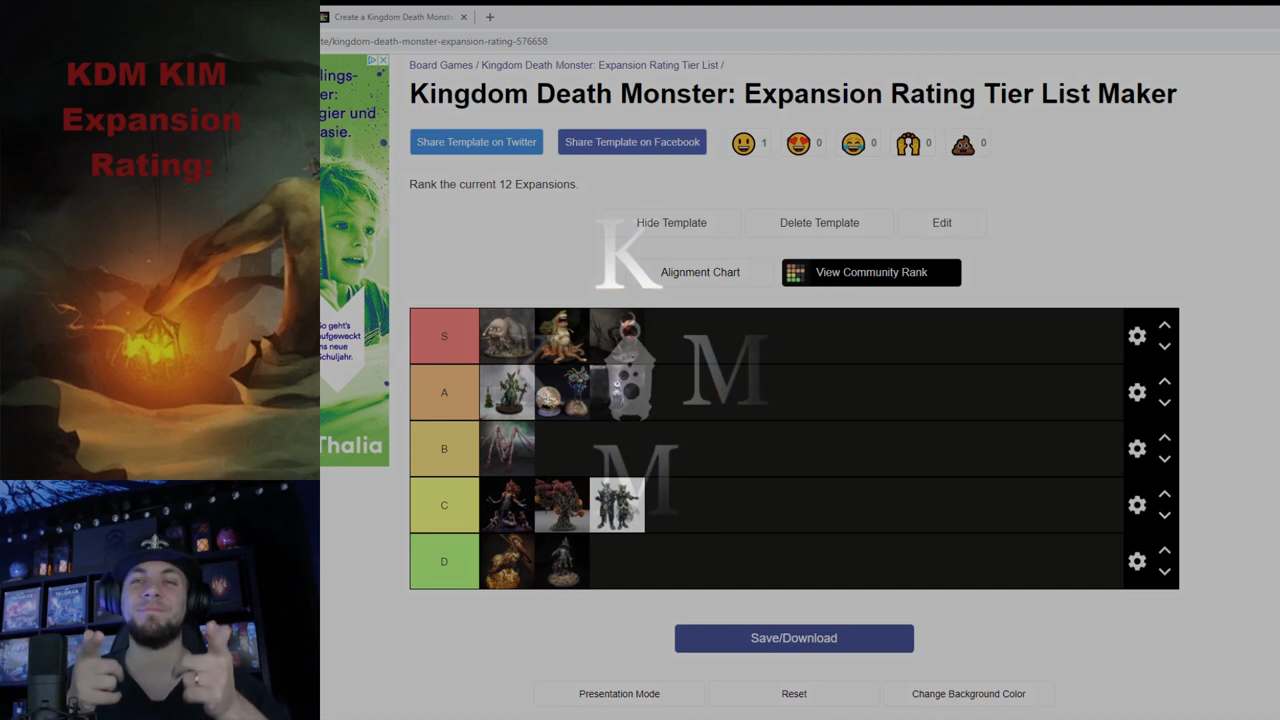 KDM KIM
Expansion
Rating:
Create a Kingdom Death Monst
te/kingdom-death-monster-expansion-rating-576658
Board Games / Kingdom Death Monster: Expansion Rating Tier List /
Kingdom Death Monster: Expansion Rating Tier List Maker
Share Template on Twitter
Share Template on Facebook
1
0
0
0
0
Rank the current 12 Expansions.
Hide Template
Delete Template
Edit
Alignment Chart
View Community Rank
K
M
M
S
A
B
C
D
Save/Download
Presentation Mode
Reset
Change Background Color
lings-
er:
gier und
asie.
So geht's
aufgeweckt
ns neue
Schuljahr.
Thalia